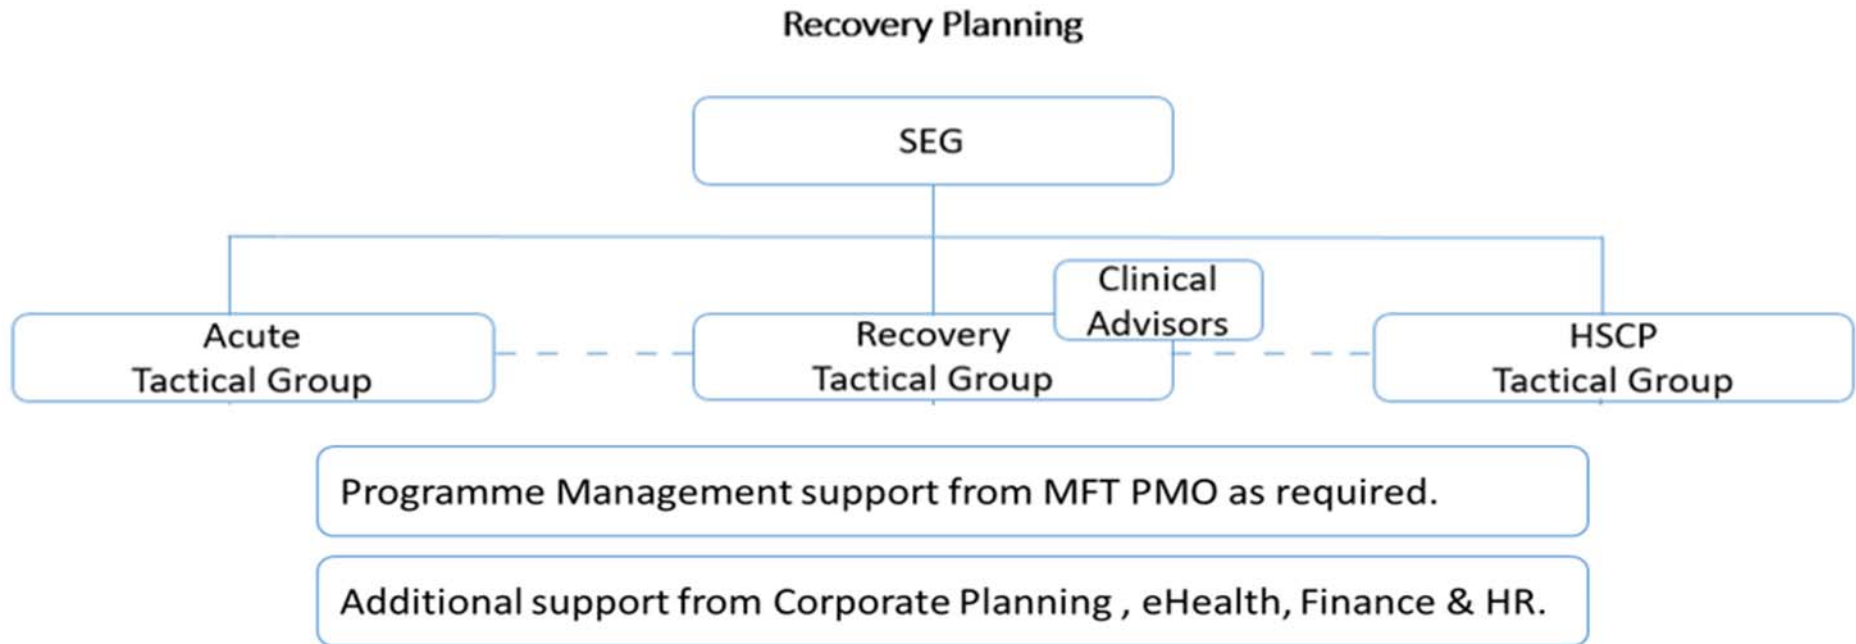 Recovery Planning
SEG
Clinical
Advisors
Acute
Tactical Group
Recovery
Tactical Group
HSCP
Tactical Group
Programme Management support from MFT PMO as required.
Additional support from Corporate Planning , eHealth, Finance & HR.